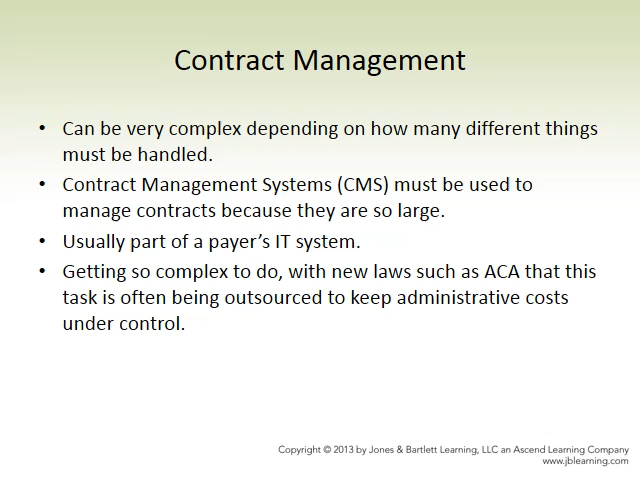 Contract Management
• Can be very complex depending on how many different things
must be handled.
• Contract Management Systems (CMS) must be used to
manage contracts because they are so large.
• Usually part of a payer’s IT system.
• Getting so complex to do, with new laws such as ACA that this
task is often being outsourced to keep administrative costs
under control.
Copyright © 2013 by Jones & Bartlett Learning, LLC an Ascend Learning Company
www.jblearning.com